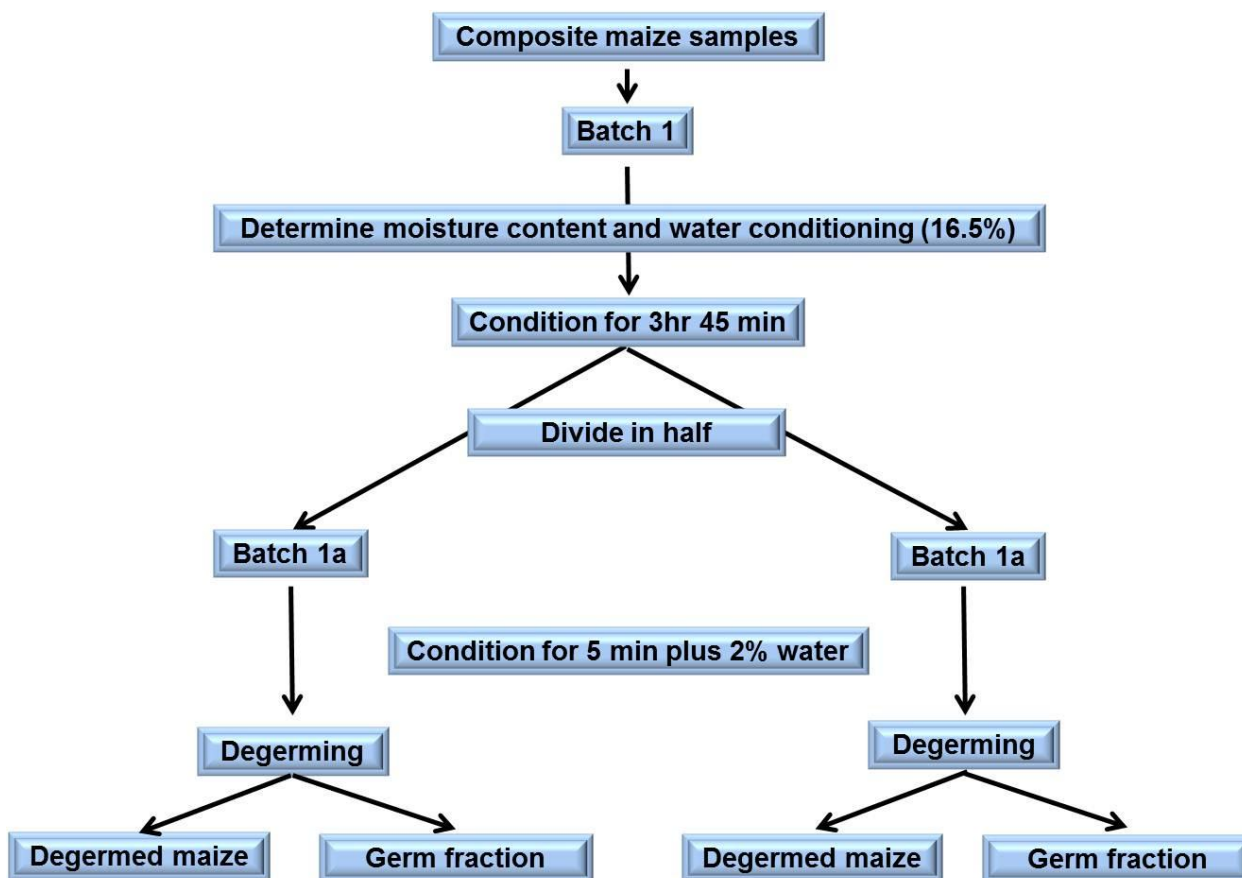 Composite maize samples
Batch 1
Determine moisture content and water conditioning (16.5%)
Condition for 3hr 45 min
Divide in half
Batch 1a
Batch 1a
Condition for 5 min plus 2% water
Degerming
Degerming
Degermed maize
Germ fraction
Degermed maize
Germ fraction